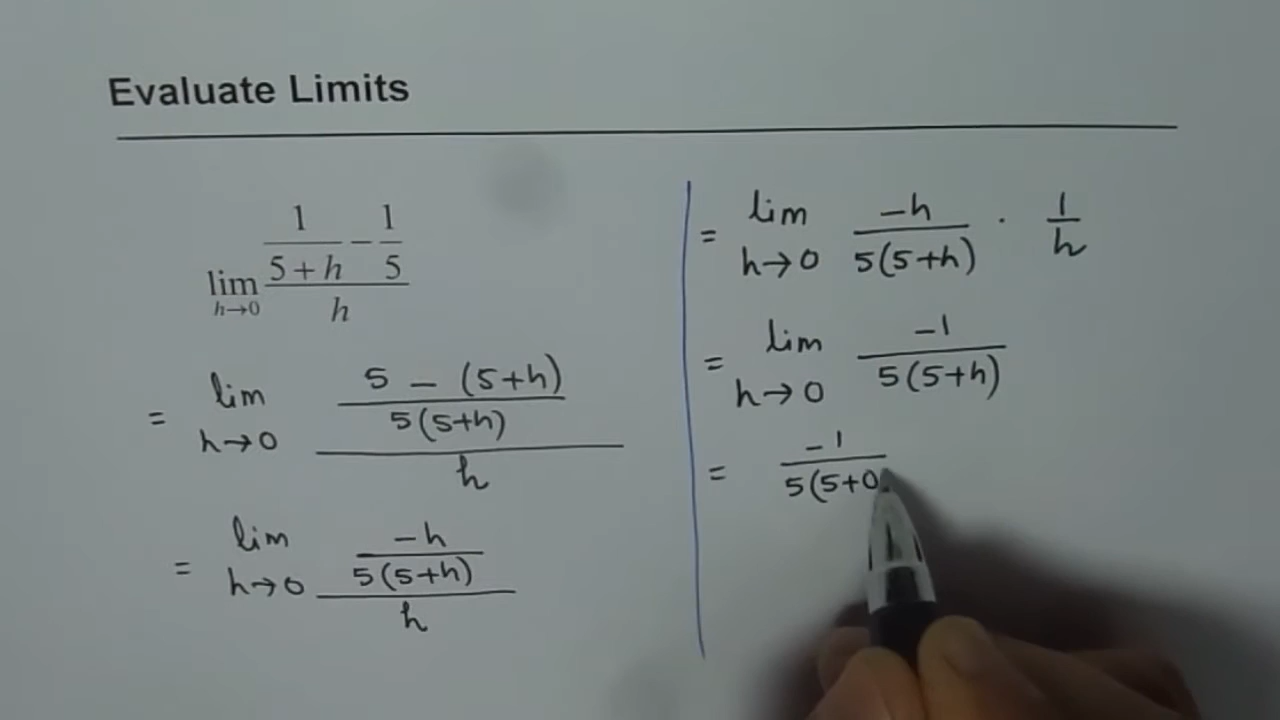 Evaluate Limits
lim h→0 (1/(5+h) − 1/5)/h
= lim h→0 ((5 − (5+h))/(5(5+h)))/h
= lim h→0 (−h/(5(5+h)))/h
= lim h→0 −h/(5(5+h)) · 1/h
= lim h→0 −1/(5(5+h))
= −1/(5(5+0